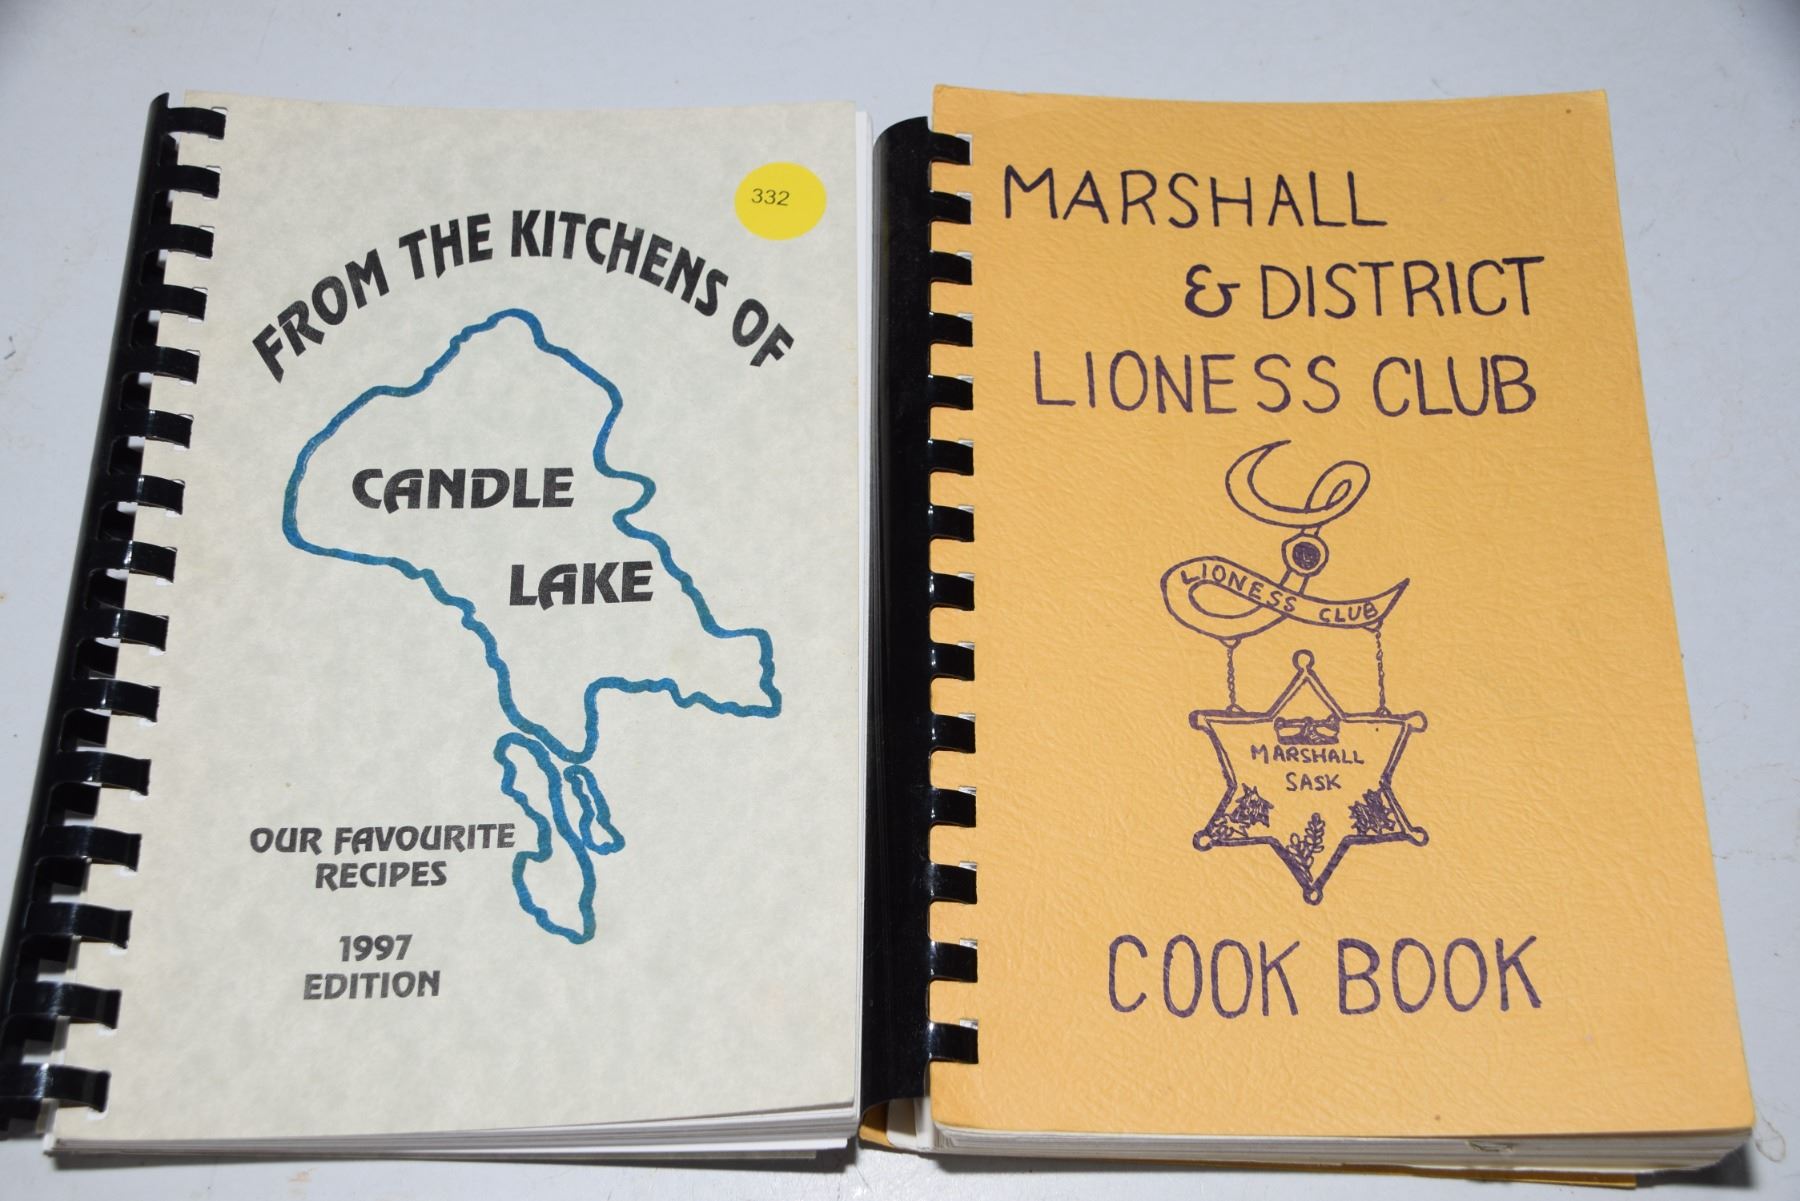 332
FROM THE KITCHENS OF
CANDLE
LAKE
OUR FAVOURITE
RECIPES
1997
EDITION
MARSHALL
& DISTRICT
LIONESS CLUB
LIONESS CLUB
MARSHALL
SASK
COOK BOOK